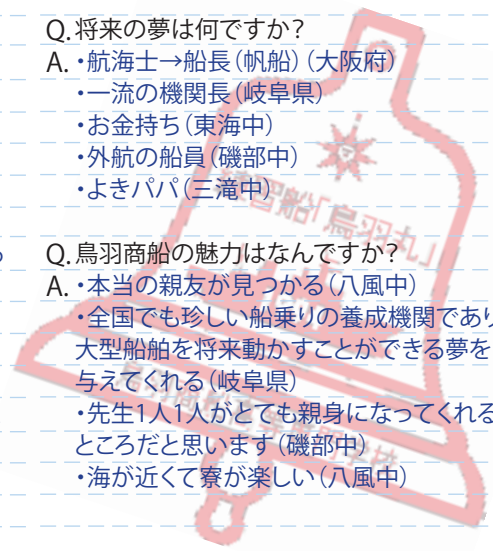 Q.将来の夢は何ですか？
A.・航海士→船長(帆船)(大阪府)
・一流の機関長(岐阜県)
・お金持ち(東海中)
・外航の船員(磯部中)
・よきパパ(三滝中)
Q.鳥羽商船の魅力はなんですか？
A.・本当の親友が見つかる(八風中)
・全国でも珍しい船乗りの養成機関であり
大型船舶を将来動かすことができる夢を
与えてくれる(岐阜県)
・先生1人1人がとても親身になってくれる
ところだと思います(磯部中)
・海が近くて寮が楽しい(八風中)
練習船「鳥羽丸」